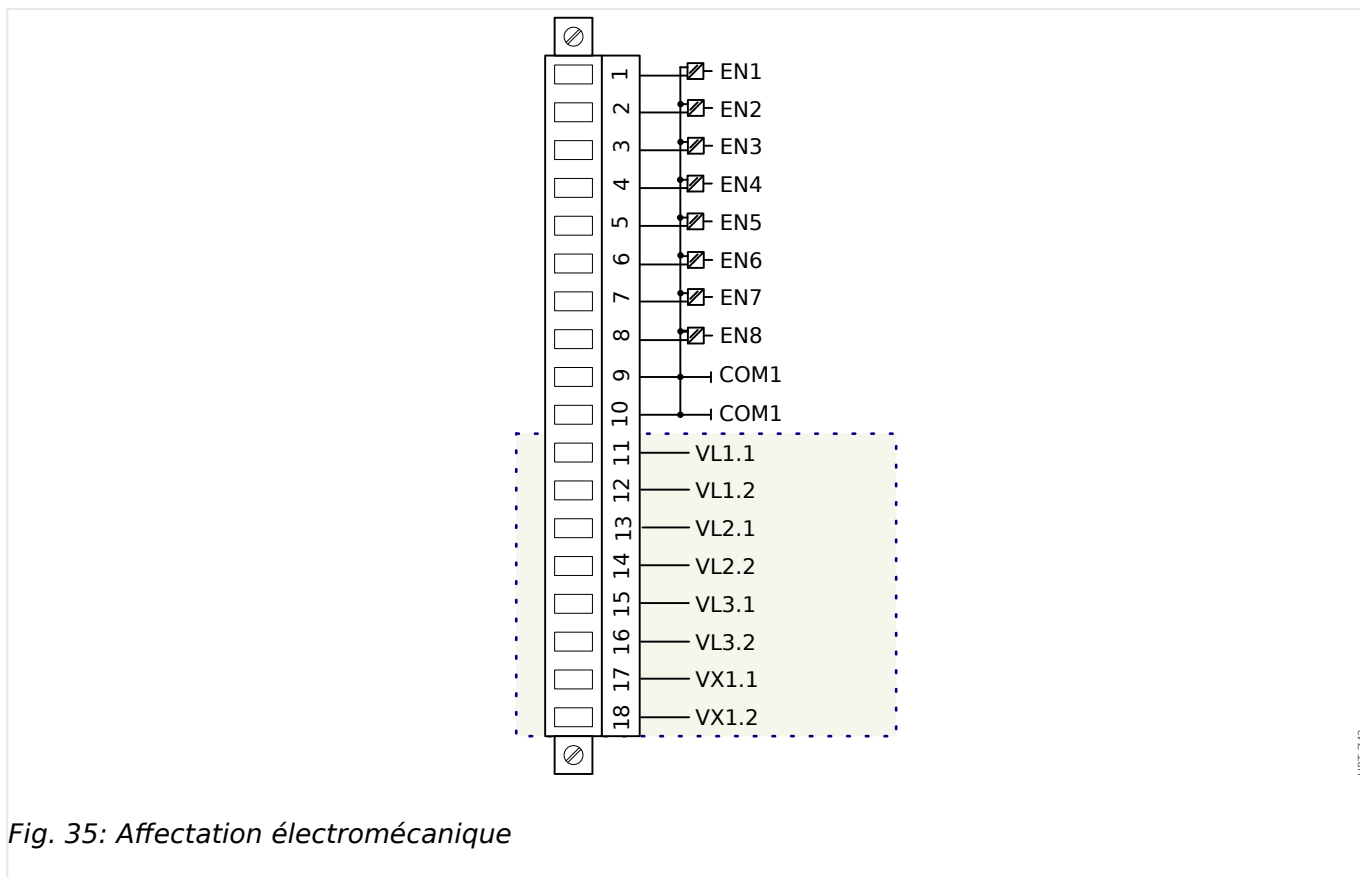 1 EN1
2 EN2
3 EN3
4 EN4
5 EN5
6 EN6
7 EN7
8 EN8
9 COM1
10 COM1
11 VL1.1
12 VL1.2
13 VL2.1
14 VL2.2
15 VL3.1
16 VL3.2
17 VX1.1
18 VX1.2
Fig. 35: Affectation électromécanique